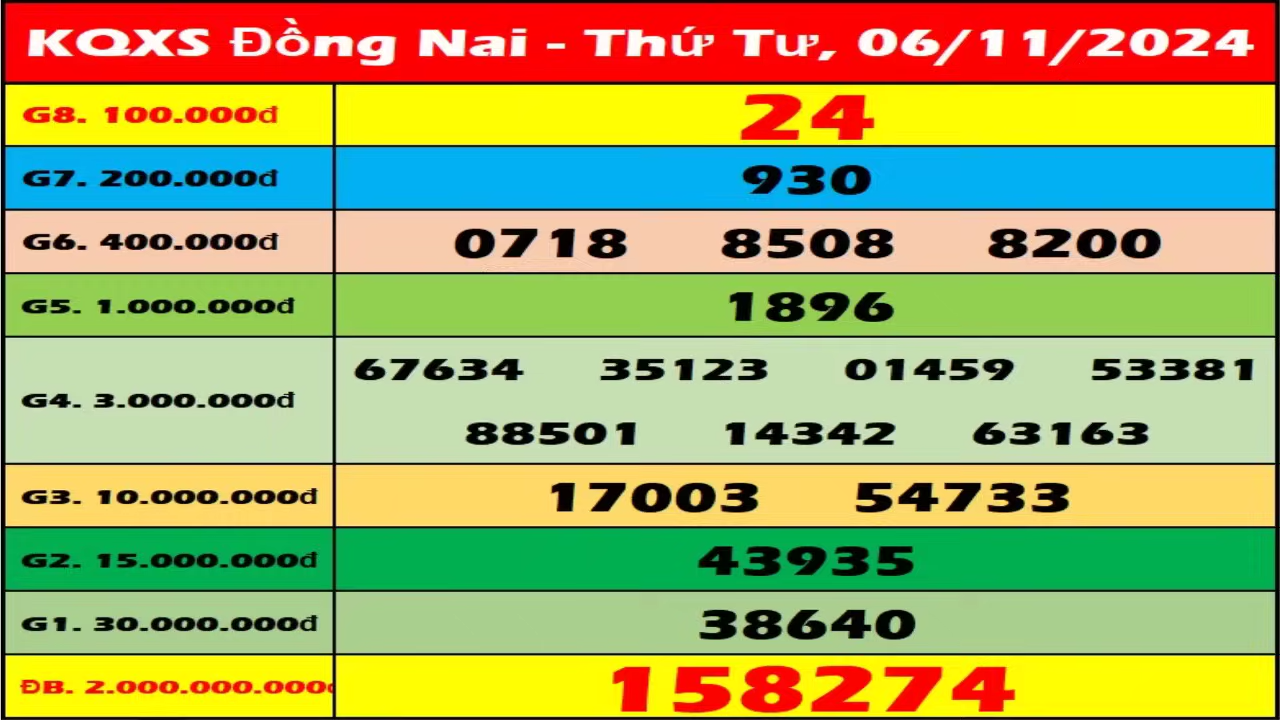 KQXS Đồng Nai - Thứ Tư, 06/11/2024
G8. 100.000đ 24
G7. 200.000đ 930
G6. 400.000đ 0718 8508 8200
G5. 1.000.000đ 1896
67634 35123 01459 53381
G4. 3.000.000đ
88501 14342 63163
G3. 10.000.000đ 17003 54733
G2. 15.000.000đ 43935
G1. 30.000.000đ 38640
ĐB. 2.000.000.000đ 158274